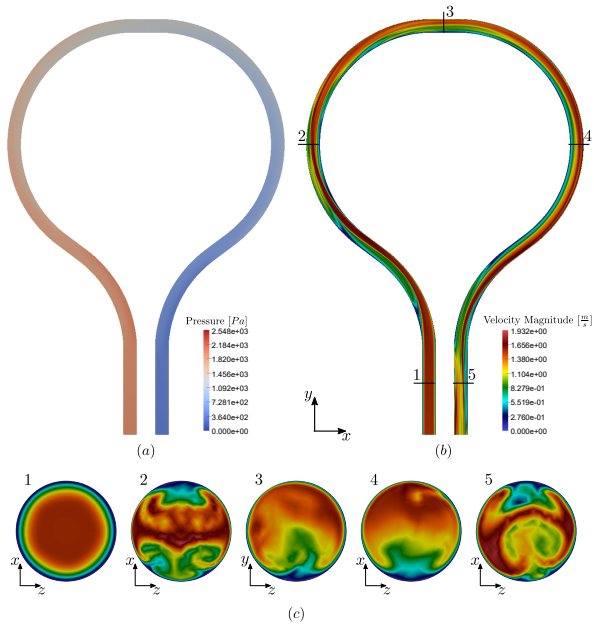 3
2
4
Pressure [Pa]
2.548e+03
2.184e+03
1.820e+03
1.456e+03
1.092e+03
7.281e+02
3.640e+02
0.000e+00
Velocity Magnitude [m/s]
1.932e+00
1.656e+00
1.380e+00
1.104e+00
8.279e-01
5.519e-01
2.760e-01
0.000e+00
1
5
y
x
(a)
(b)
1
2
3
4
5
x
z
x
z
y
z
x
z
x
z
(c)